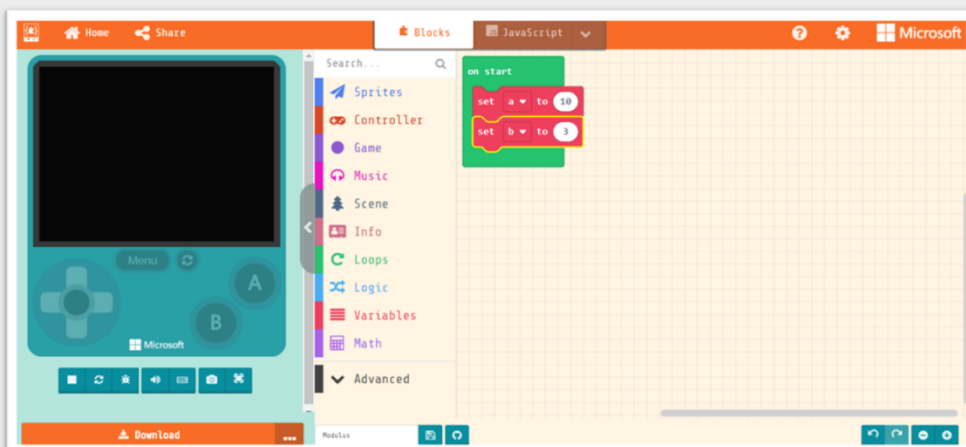 Home Share Blocks JavaScript Microsoft
Search...
on start
Sprites
set a to 10
Controller
set b to 3
Game
Music
Scene
Info
Menu
Loops
A
Logic
B
Variables
Microsoft
Math
Advanced
Download
Modulus